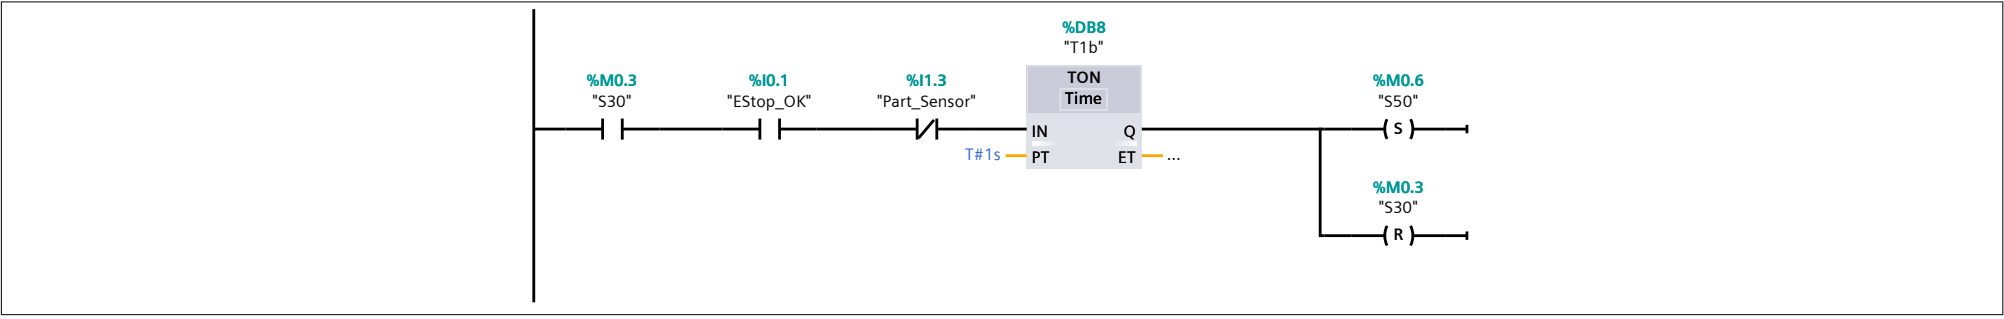 %DB8
"T1b"
%M0.3
"S30"
%I0.1
"EStop_OK"
%I1.3
"Part_Sensor"
TON
Time
IN
Q
T#1s
PT
ET
...
%M0.6
"S50"
S
%M0.3
"S30"
R